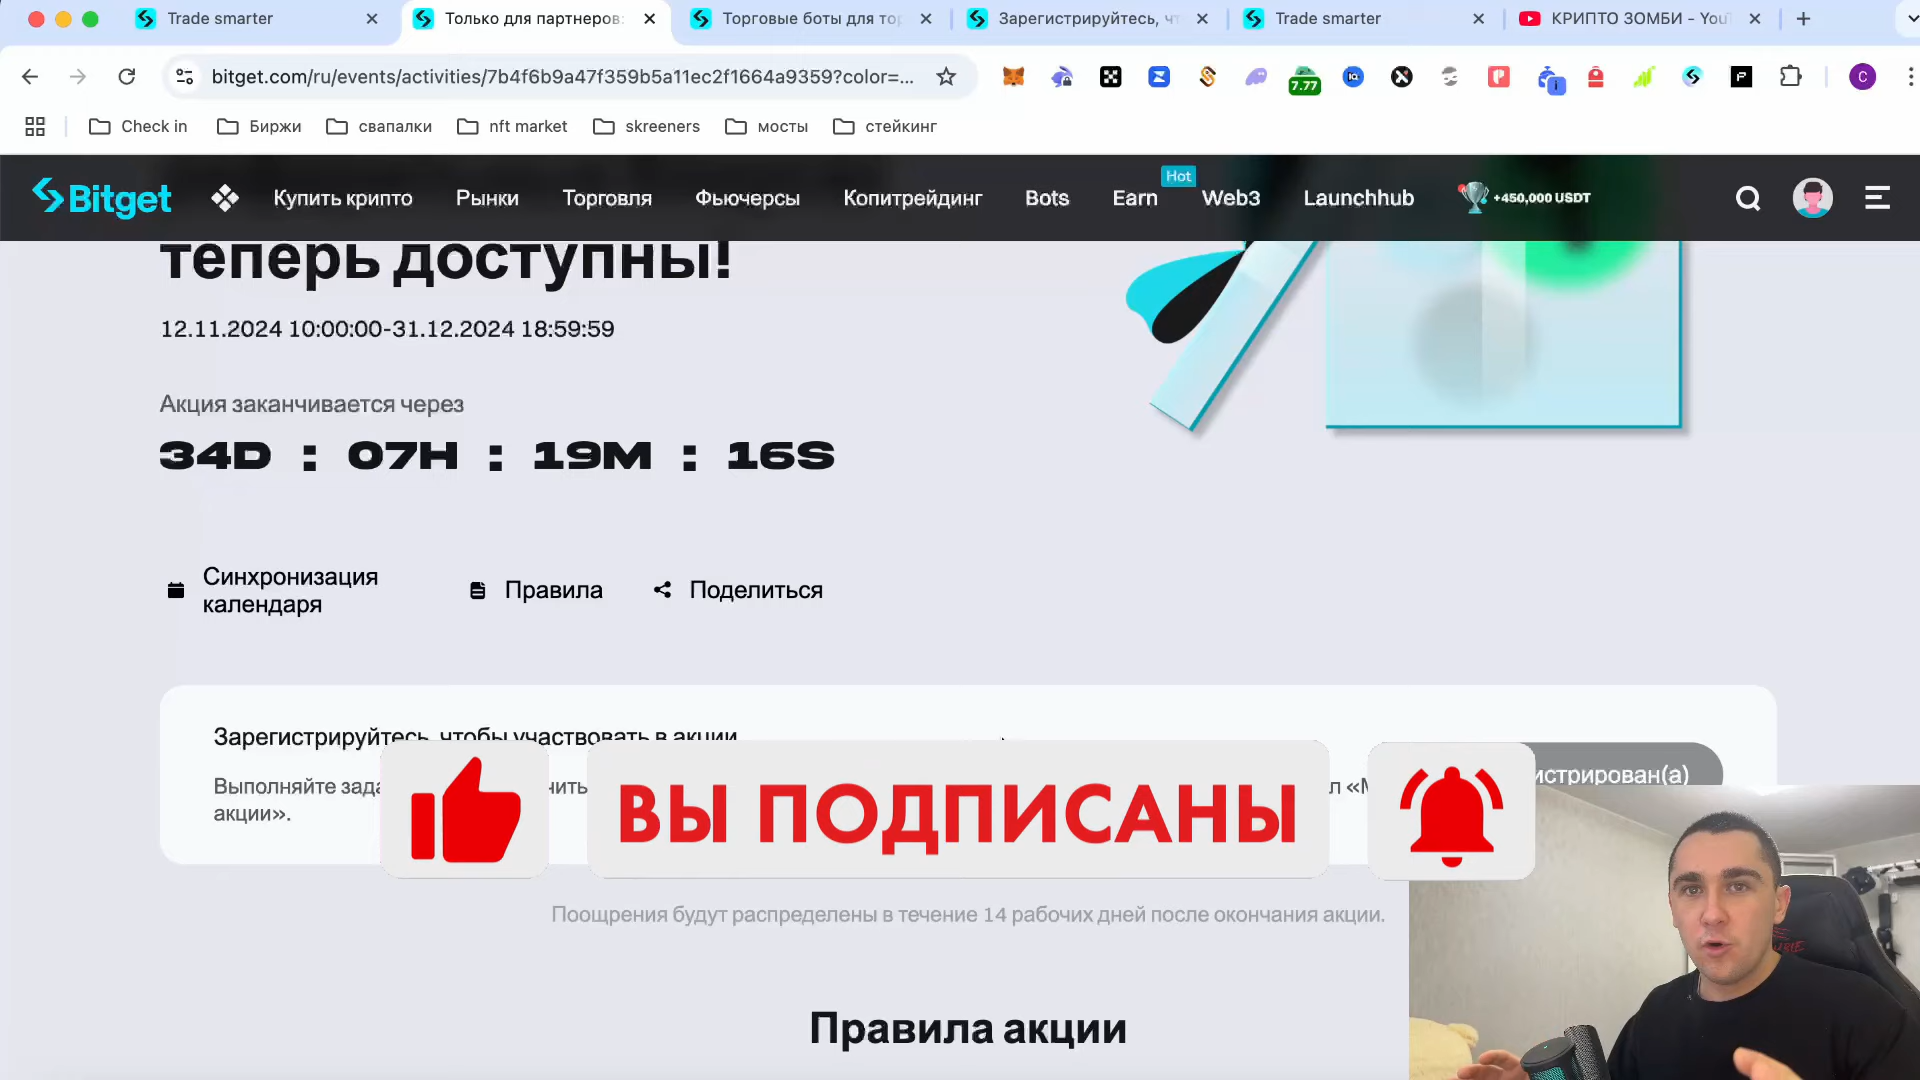 Trade smarter
Только для партнеров:
Торговые боты для тор
Зарегистрируйтесь, чт
Trade smarter
КРИПТО ЗОМБИ - YouT
bitget.com/ru/events/activities/7b4f6b9a47f359b5a11ec2f1664a9359?color=...
7.77
C
Check in
Биржи
свапалки
nft market
skreeners
мосты
стейкинг
Bitget
Купить крипто
Рынки
Торговля
Фьючерсы
Копитрейдинг
Bots
Earn
Hot
Web3
Launchhub
+450,000 USDT
теперь доступны!
12.11.2024 10:00:00-31.12.2024 18:59:59
Акция заканчивается через
34D : 07H : 19M : 16S
Синхронизация
календаря
Правила
Поделиться
Зарегистрируйтесь, чтобы участвовать в акции
истрирован(а)
Выполняйте зада
чить
л «М
акции».
ВЫ ПОДПИСАНЫ
Поощрения будут распределены в течение 14 рабочих дней после окончания акции.
Правила акции